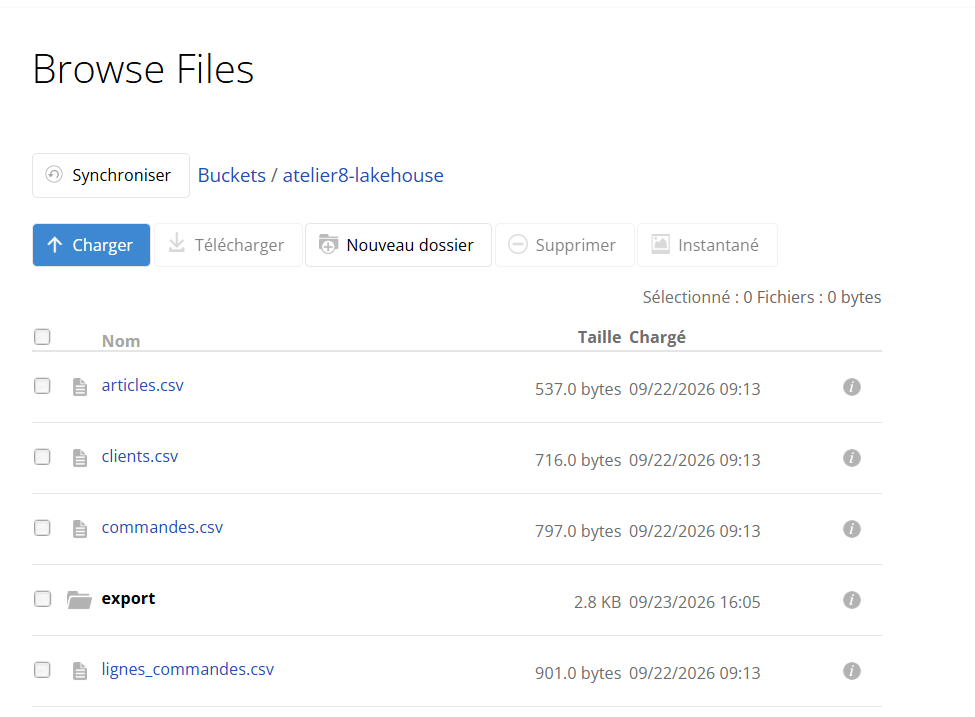 Browse Files
Synchroniser Buckets / atelier8-lakehouse
Charger Télécharger Nouveau dossier Supprimer Instantané
Sélectionné : 0 Fichiers : 0 bytes
Nom Taille Chargé
articles.csv 537.0 bytes 09/22/2026 09:13
clients.csv 716.0 bytes 09/22/2026 09:13
commandes.csv 797.0 bytes 09/22/2026 09:13
export 2.8 KB 09/23/2026 16:05
lignes_commandes.csv 901.0 bytes 09/22/2026 09:13